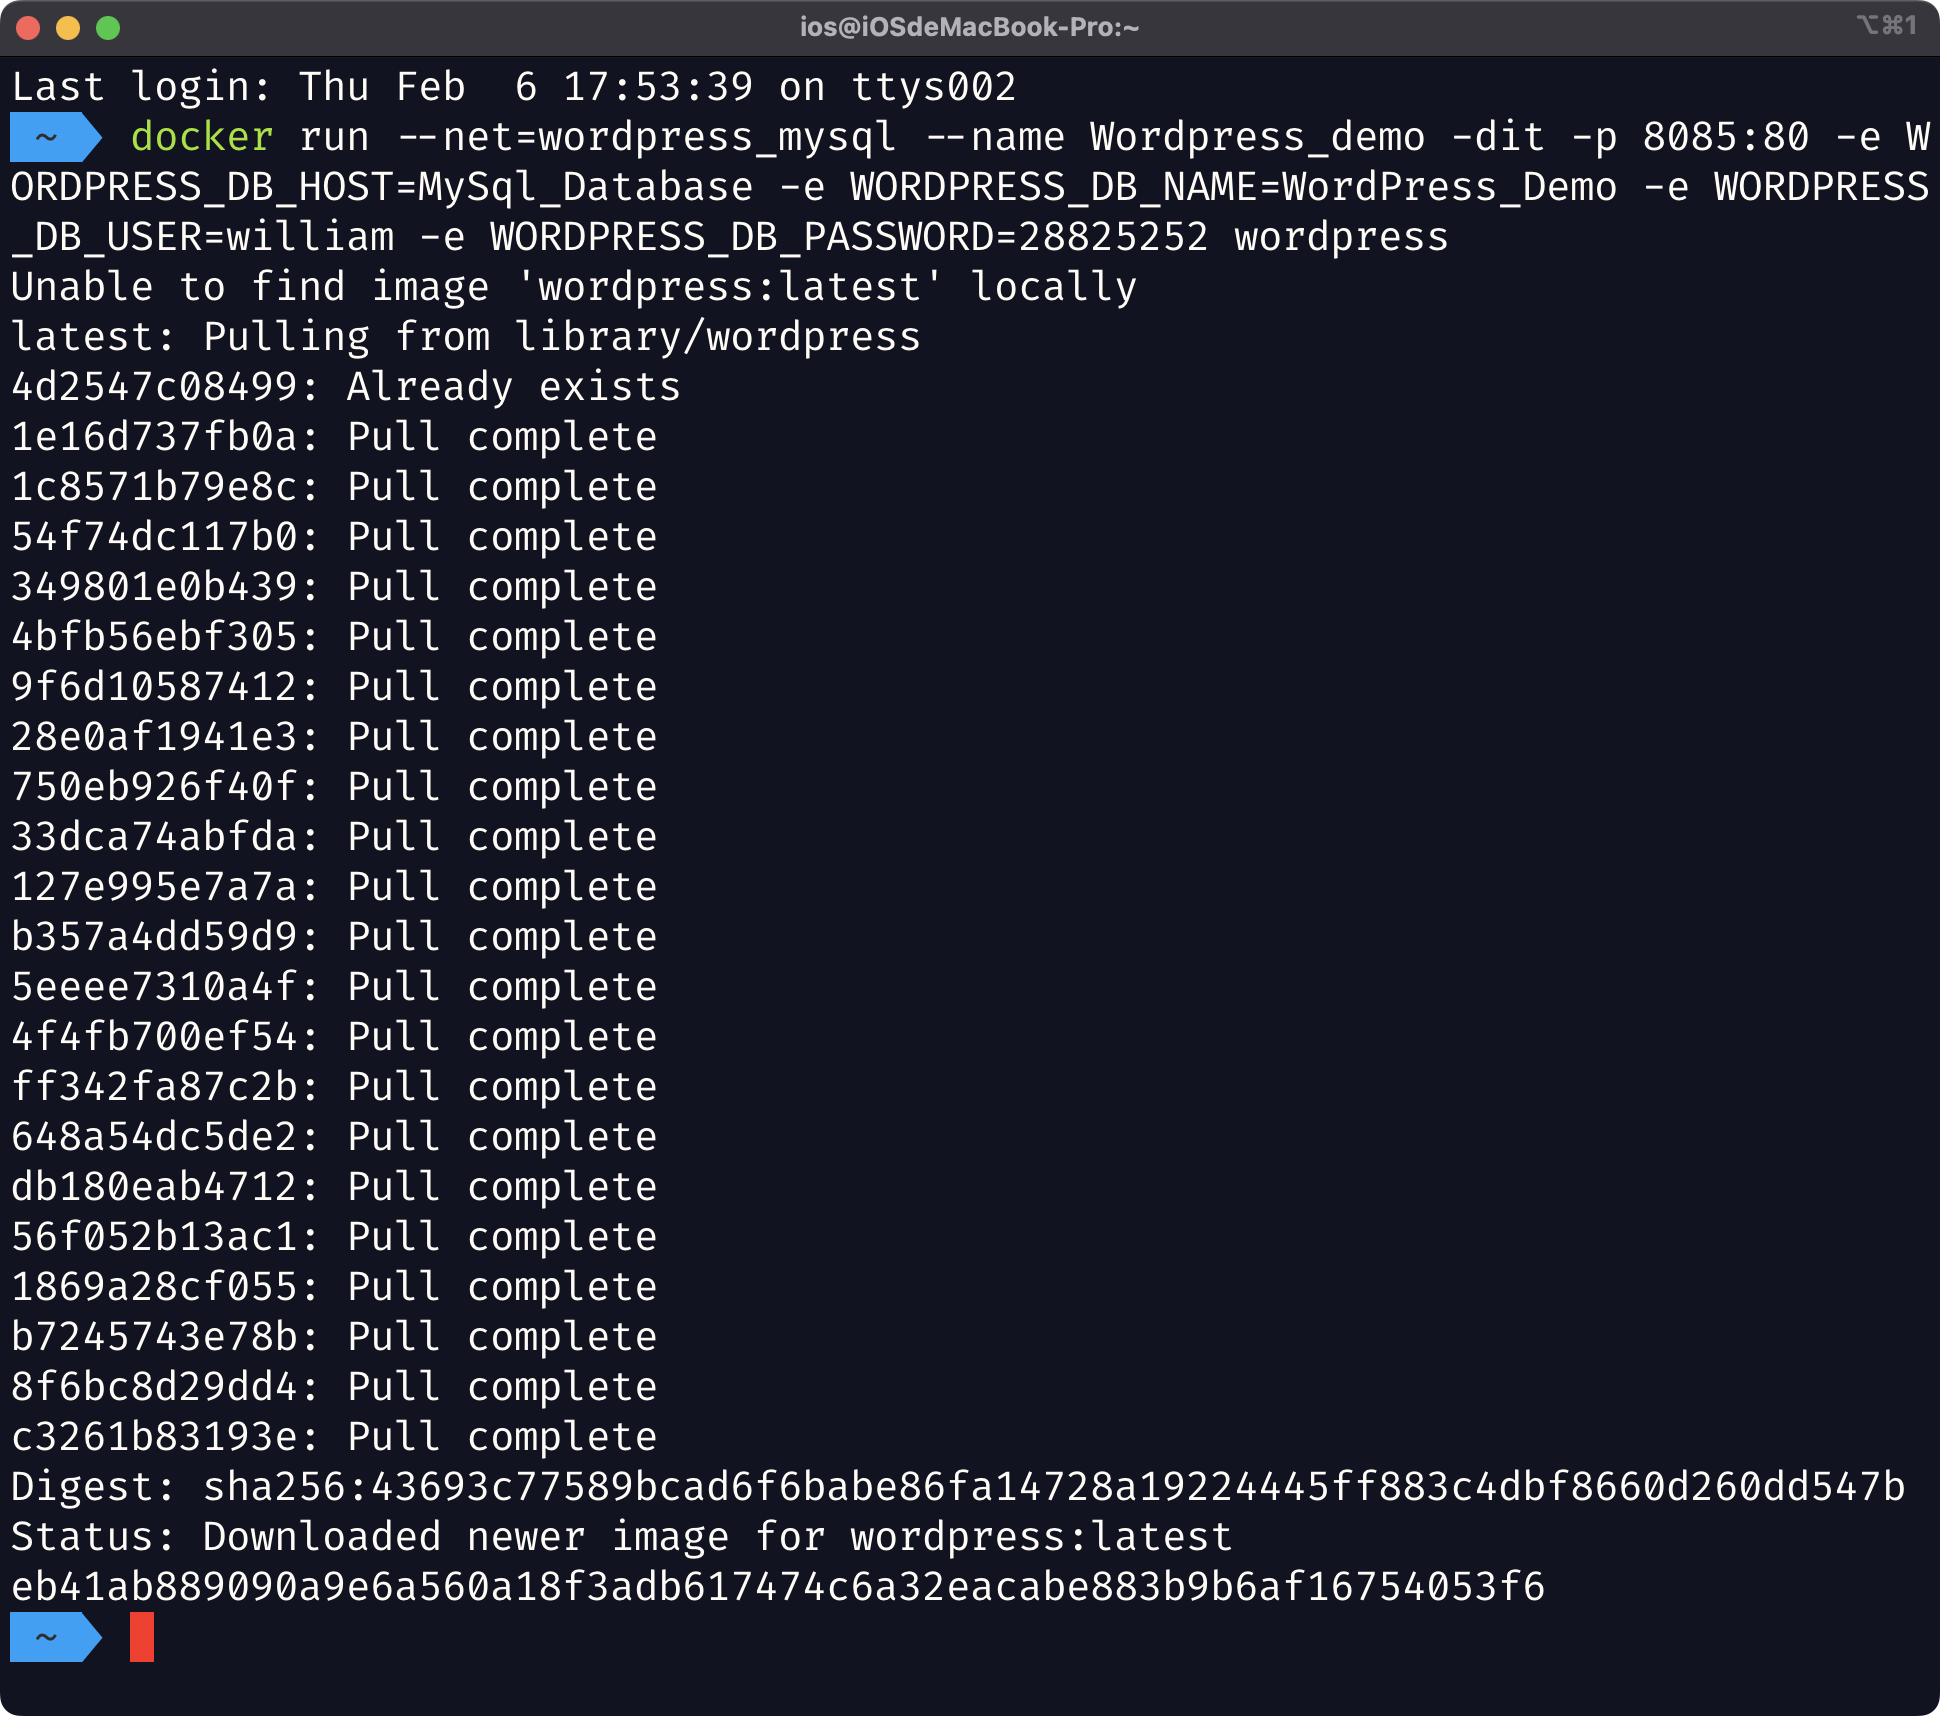 ios@iOSdeMacBook-Pro:~
⌥⌘1
Last login: Thu Feb  6 17:53:39 on ttys002
~ docker run --net=wordpress_mysql --name Wordpress_demo -dit -p 8085:80 -e W
ORDPRESS_DB_HOST=MySql_Database -e WORDPRESS_DB_NAME=WordPress_Demo -e WORDPRESS
_DB_USER=william -e WORDPRESS_DB_PASSWORD=28825252 wordpress
Unable to find image 'wordpress:latest' locally
latest: Pulling from library/wordpress
4d2547c08499: Already exists
1e16d737fb0a: Pull complete
1c8571b79e8c: Pull complete
54f74dc117b0: Pull complete
349801e0b439: Pull complete
4bfb56ebf305: Pull complete
9f6d10587412: Pull complete
28e0af1941e3: Pull complete
750eb926f40f: Pull complete
33dca74abfda: Pull complete
127e995e7a7a: Pull complete
b357a4dd59d9: Pull complete
5eeee7310a4f: Pull complete
4f4fb700ef54: Pull complete
ff342fa87c2b: Pull complete
648a54dc5de2: Pull complete
db180eab4712: Pull complete
56f052b13ac1: Pull complete
1869a28cf055: Pull complete
b7245743e78b: Pull complete
8f6bc8d29dd4: Pull complete
c3261b83193e: Pull complete
Digest: sha256:43693c77589bcad6f6babe86fa14728a19224445ff883c4dbf8660d260dd547b
Status: Downloaded newer image for wordpress:latest
eb41ab889090a9e6a560a18f3adb617474c6a32eacabe883b9b6af16754053f6
~